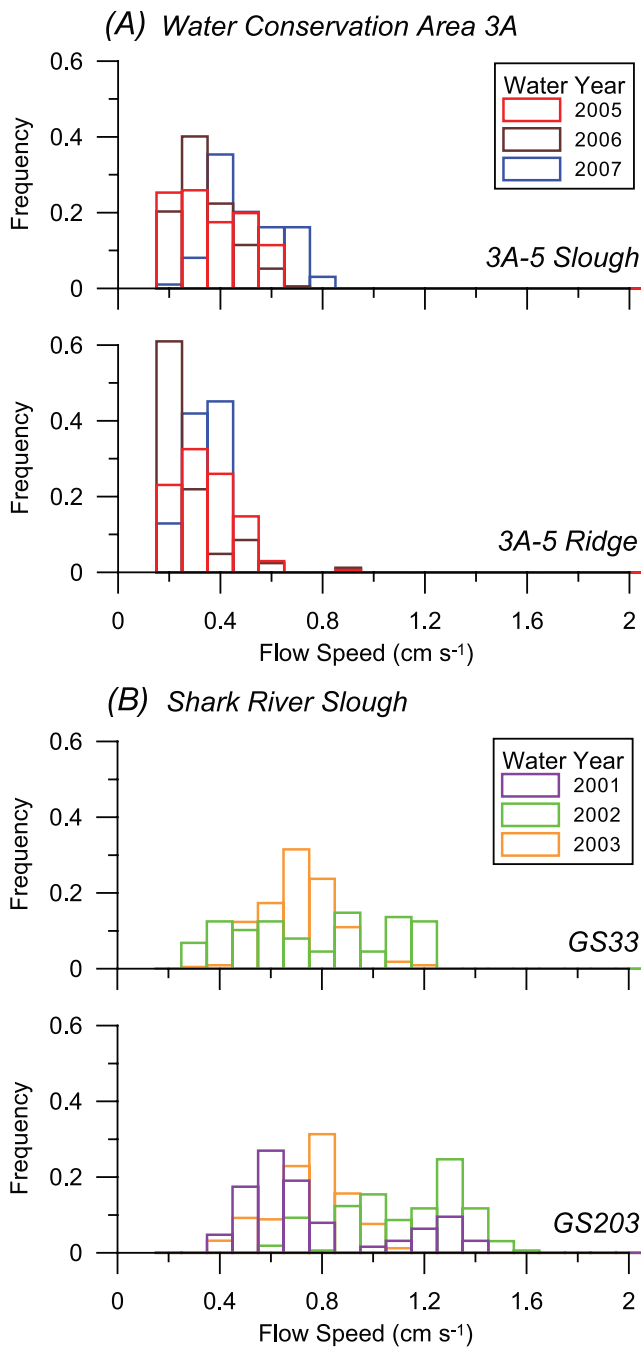 (A) Water Conservation Area 3A
0.6
0.4
0.2
0
Frequency
Water Year
2005
2006
2007
3A-5 Slough
0.6
0.4
0.2
0
Frequency
3A-5 Ridge
0 0.4 0.8 1.2 1.6 2
Flow Speed (cm s⁻¹)
(B) Shark River Slough
0.6
0.4
0.2
0
Frequency
Water Year
2001
2002
2003
GS33
0.6
0.4
0.2
0
Frequency
GS203
0 0.4 0.8 1.2 1.6 2
Flow Speed (cm s⁻¹)